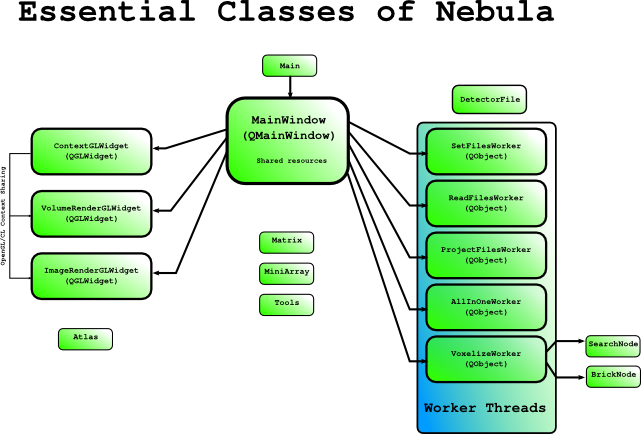 Essential Classes of Nebula
Main
MainWindow
(QMainWindow)
Shared resources
DetectorFile
ContextGLWidget
(QGLWidget)
VolumeRenderGLWidget
(QGLWidget)
ImageRenderGLWidget
(QGLWidget)
OpenGL/CL Context Sharing
Atlas
Matrix
MiniArray
Tools
SetFilesWorker
(QObject)
ReadFilesWorker
(QObject)
ProjectFilesWorker
(QObject)
AllInOneWorker
(QObject)
VoxelizeWorker
(QObject)
Worker Threads
SearchNode
BrickNode